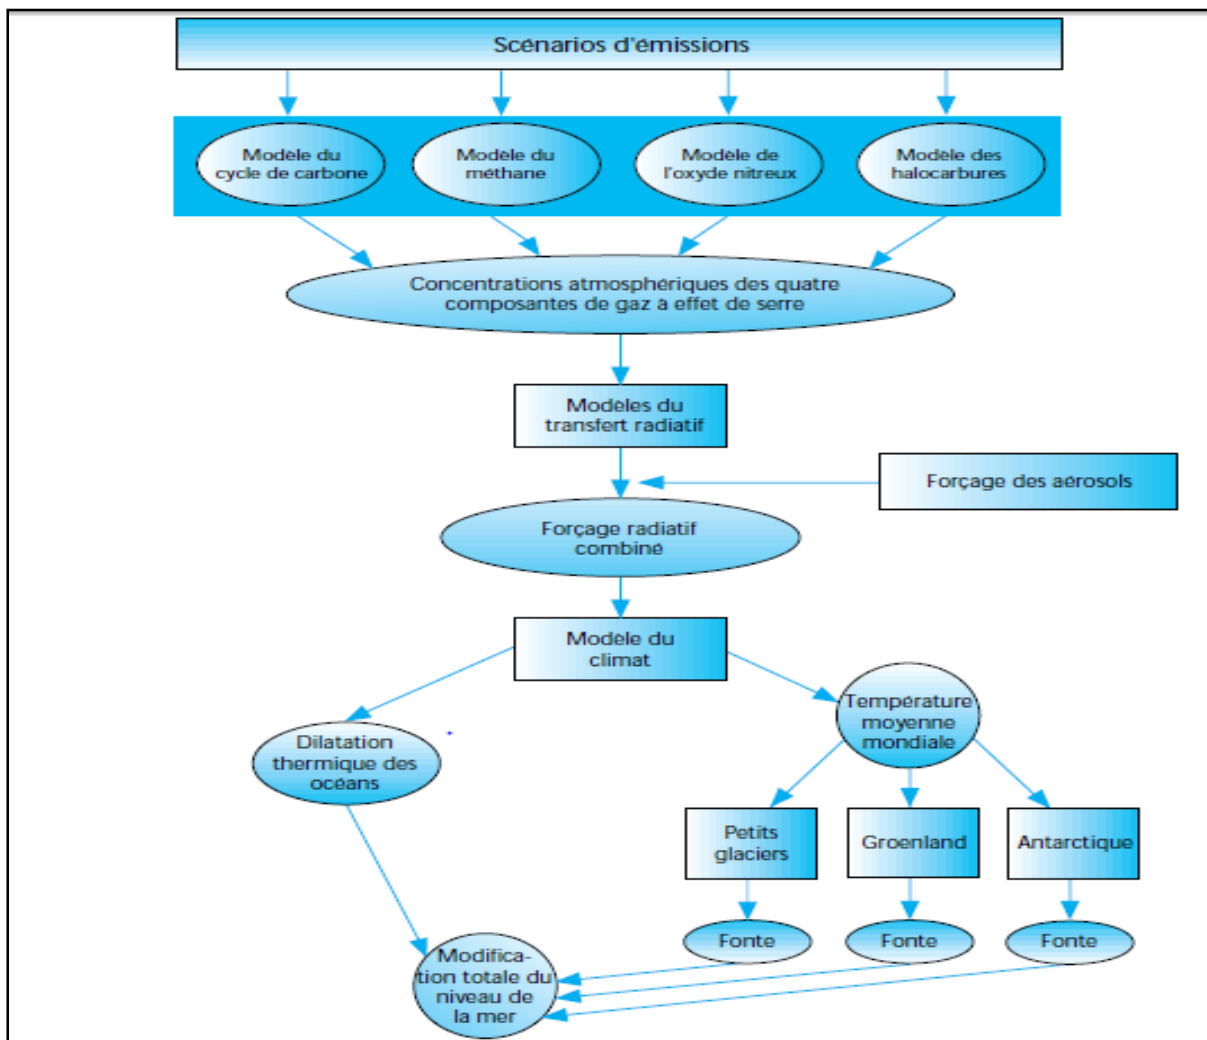 Scénarios d'émissions
Modèle du
cycle de carbone
Modèle du
méthane
Modèle de
l'oxyde nitreux
Modèle des
halocarbures
Concentrations atmosphériques des quatre
composantes de gaz à effet de serre
Modèles du
transfert radiatif
Forçage des aérosols
Forçage radiatif
combiné
Modèle du
climat
Température
moyenne
mondiale
Dilatation
thermique des
océans
Petits
glaciers
Groenland
Antarctique
Fonte
Fonte
Fonte
Modifica-
tion totale du
niveau de
la mer